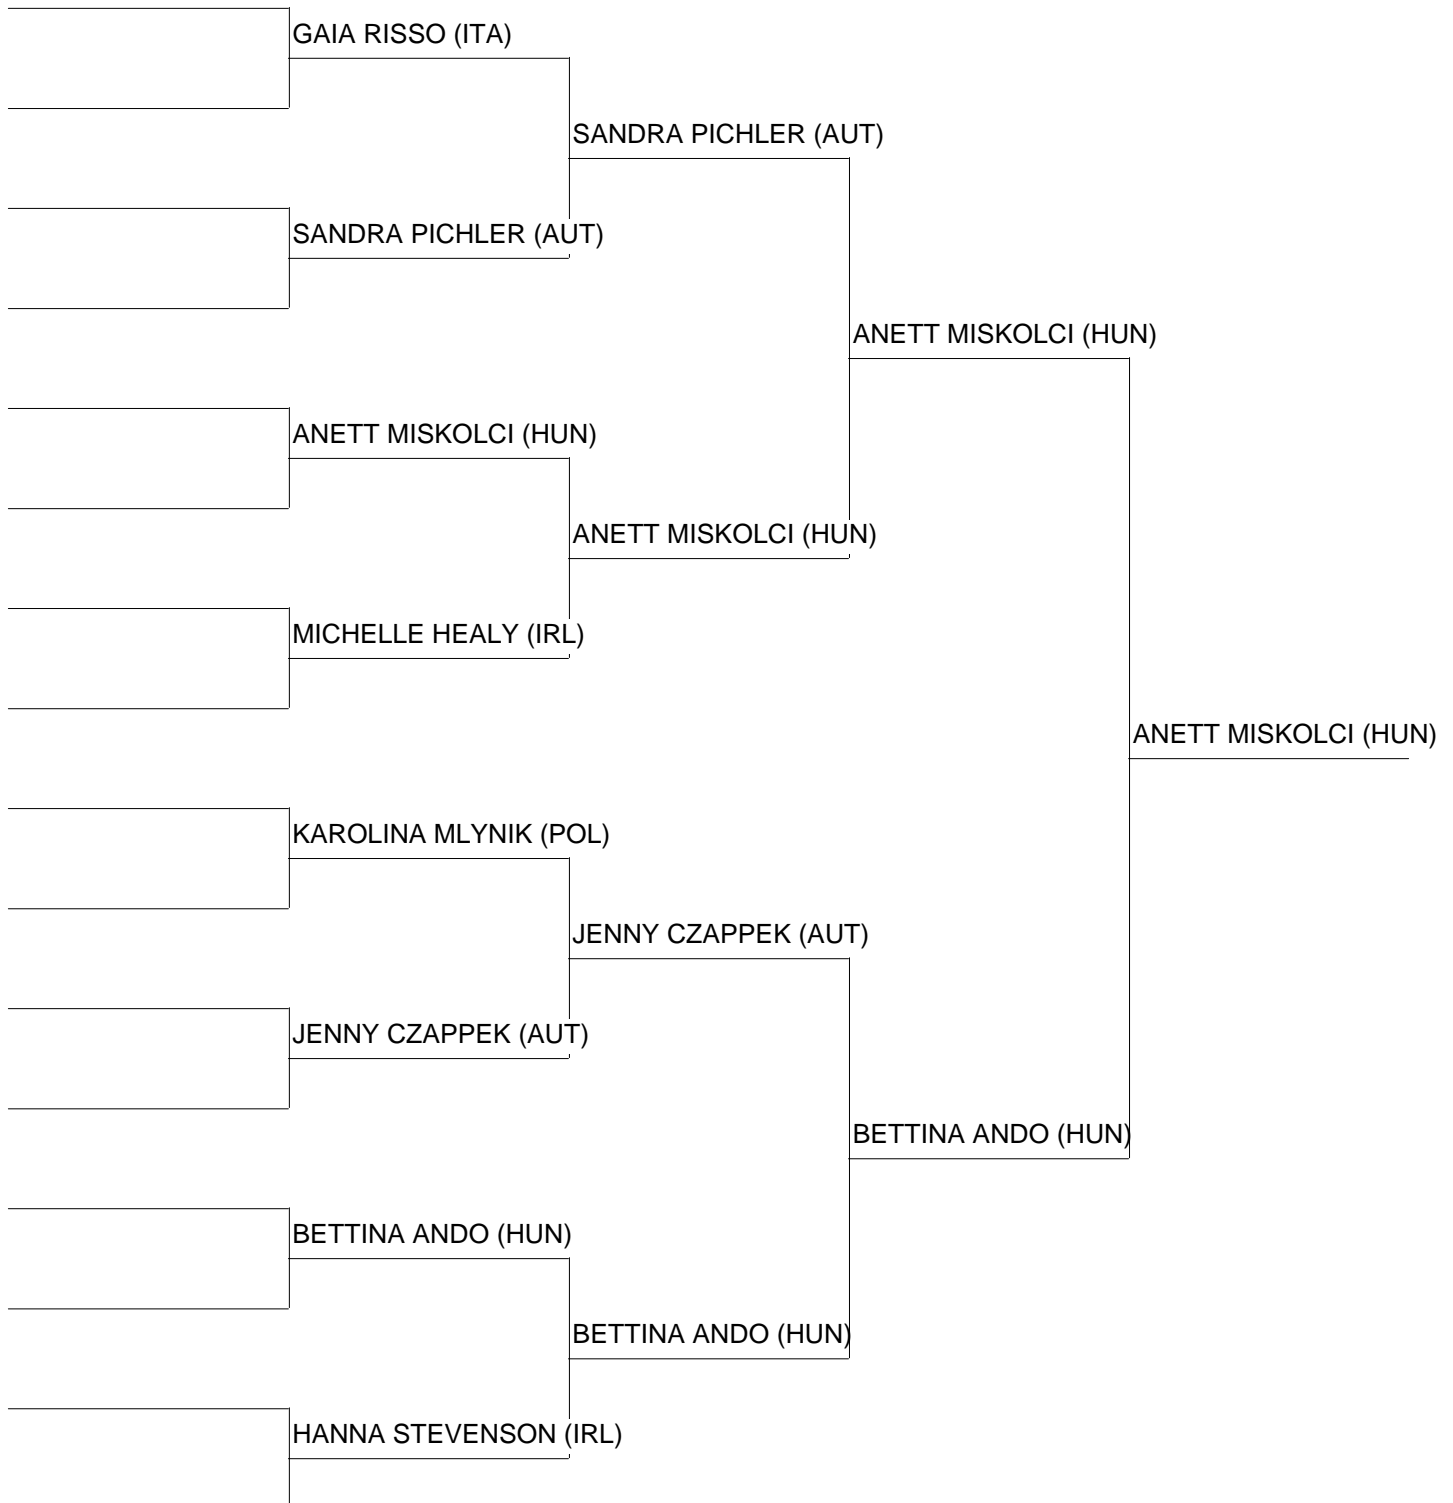 GAIA RISSO (ITA)
SANDRA PICHLER (AUT)
SANDRA PICHLER (AUT)
ANETT MISKOLCI (HUN)
ANETT MISKOLCI (HUN)
ANETT MISKOLCI (HUN)
MICHELLE HEALY (IRL)
ANETT MISKOLCI (HUN)
KAROLINA MLYNIK (POL)
JENNY CZAPPEK (AUT)
JENNY CZAPPEK (AUT)
BETTINA ANDO (HUN)
BETTINA ANDO (HUN)
BETTINA ANDO (HUN)
HANNA STEVENSON (IRL)